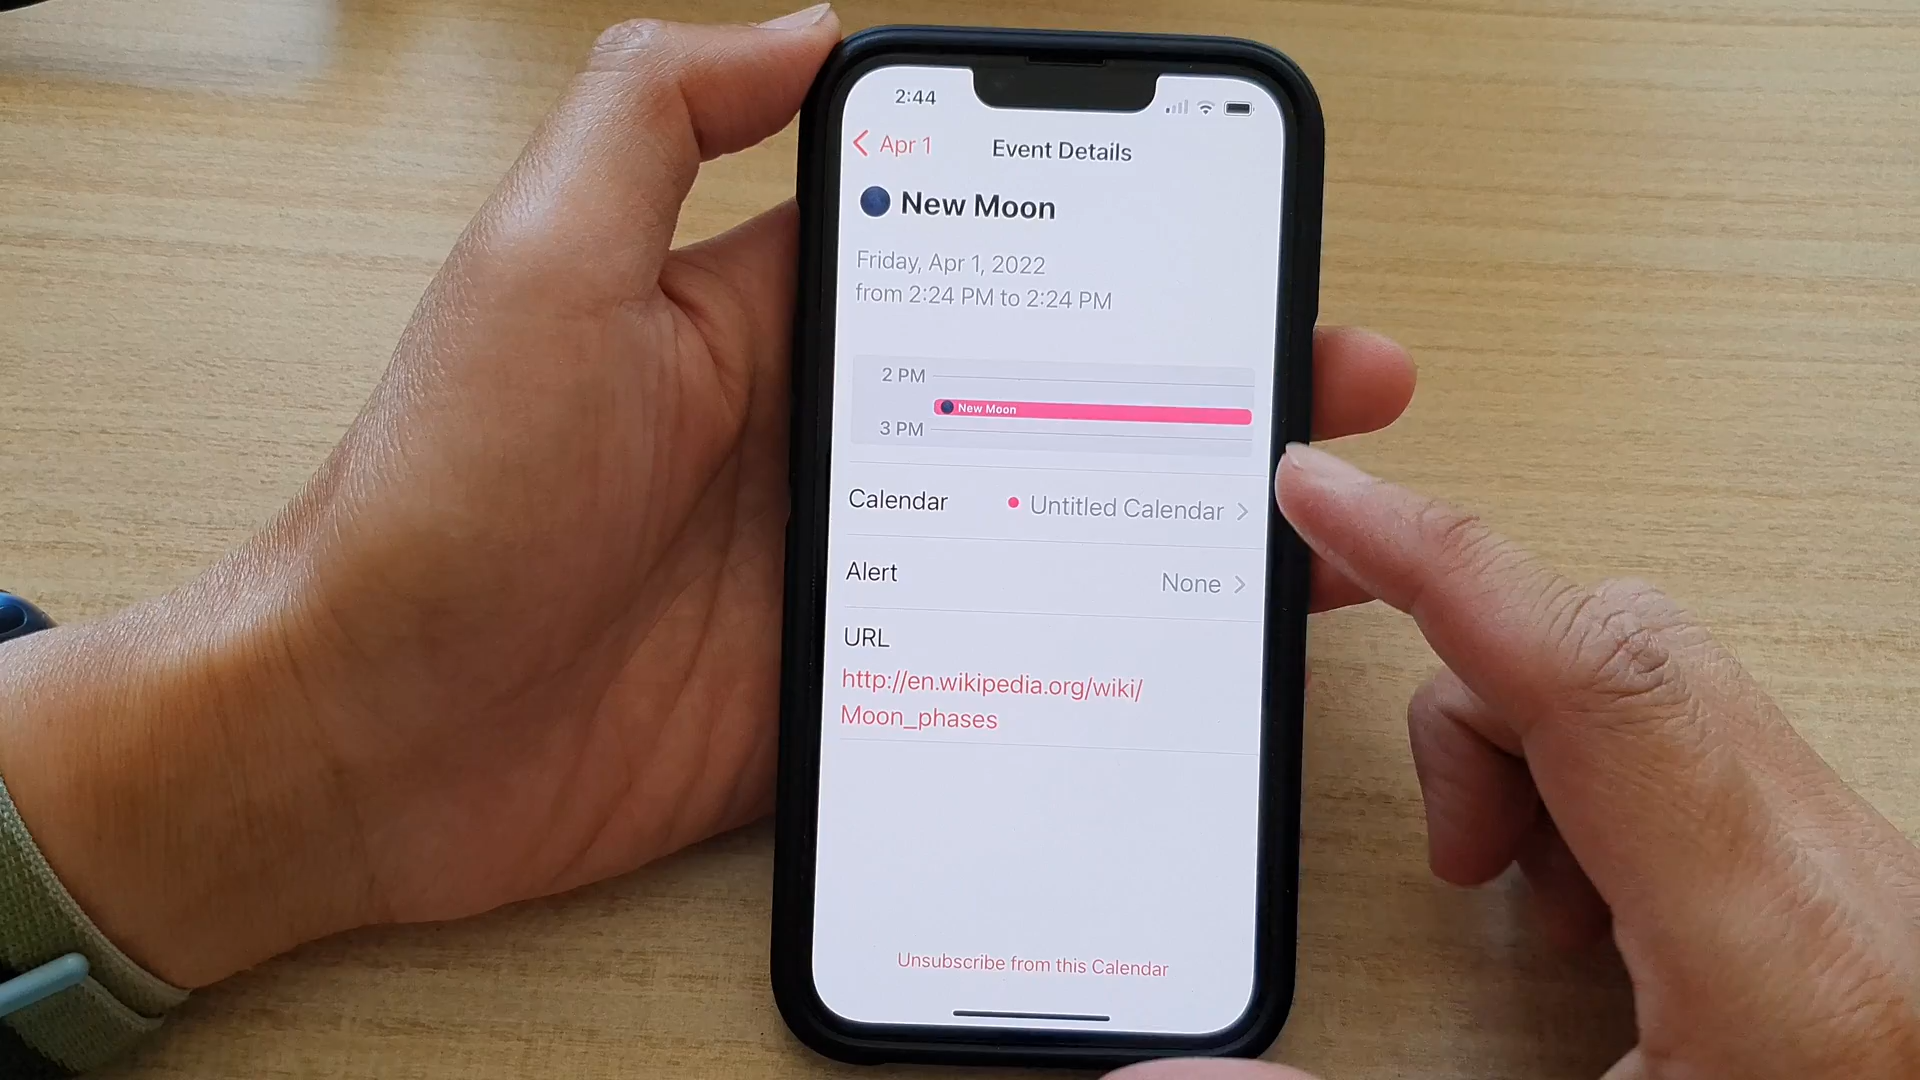 2:44
Apr 1
Event Details
New Moon
Friday, Apr 1, 2022
from 2:24 PM to 2:24 PM
2 PM
New Moon
3 PM
Calendar
Untitled Calendar
Alert
None
URL
http://en.wikipedia.org/wiki/
Moon_phases
Unsubscribe from this Calendar